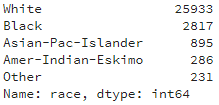 White 25933
Black 2817
Asian-Pac-Islander 895
Amer-Indian-Eskimo 286
Other 231
Name: race, dtype: int64